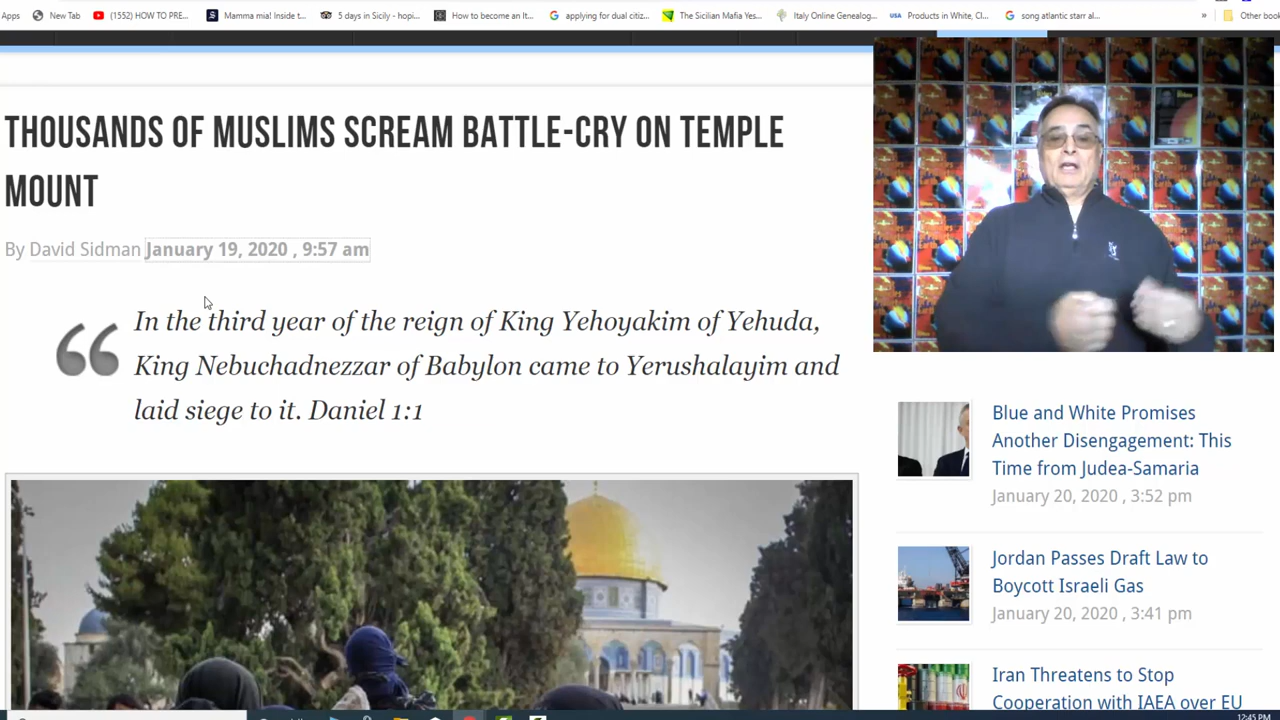 Apps
New Tab
(1552) HOW TO PRE...
Mamma mia! Inside t...
5 days in Sicily - hopi...
How to become an It...
applying for dual citiz...
The Sicilian Mafia Yes...
Italy Online Genealog...
USA
Products in White, Cl...
song atlantic starr al...
»
Other book
THOUSANDS OF MUSLIMS SCREAM BATTLE-CRY ON TEMPLE
MOUNT
By David Sidman January 19, 2020 , 9:57 am
“
In the third year of the reign of King Yehoyakim of Yehuda,
King Nebuchadnezzar of Babylon came to Yerushalayim and
laid siege to it. Daniel 1:1
Blue and White Promises
Another Disengagement: This
Time from Judea-Samaria
January 20, 2020 , 3:52 pm
Jordan Passes Draft Law to
Boycott Israeli Gas
January 20, 2020 , 3:41 pm
Iran Threatens to Stop
Cooperation with IAEA over EU
12:45 PM